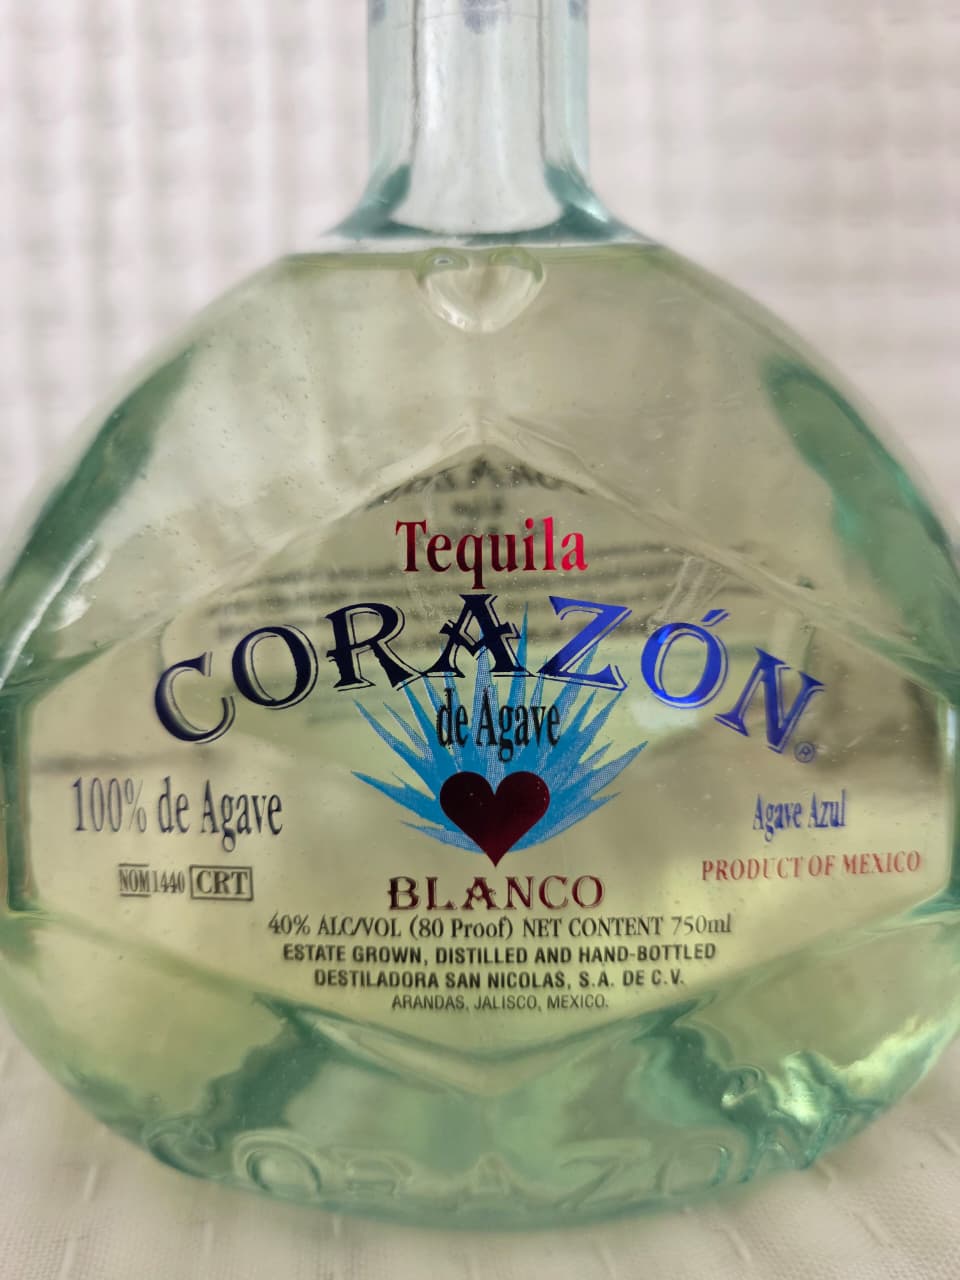 Tequila
CORAZÓN®
de Agave
100% de Agave
Agave Azul
NOM 1440 CRT
PRODUCT OF MEXICO
BLANCO
40% ALC/VOL (80 Proof) NET CONTENT 750ml
ESTATE GROWN, DISTILLED AND HAND-BOTTLED
DESTILADORA SAN NICOLAS, S.A. DE C.V.
ARANDAS, JALISCO, MEXICO.
CORAZON